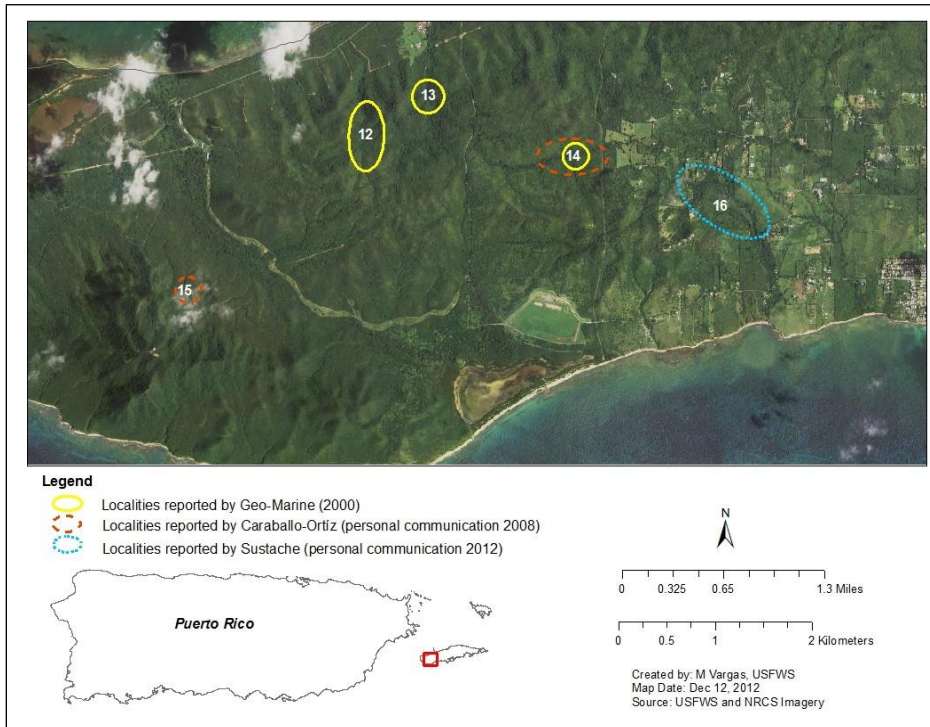 13
12
14
16
15
Legend
Localities reported by Geo-Marine (2000)
Localities reported by Caraballo-Ortíz (personal communication 2008)
Localities reported by Sustache (personal communication 2012)
N
Puerto Rico
0 0.325 0.65 1.3 Miles
0 0.5 1 2 Kilometers
Created by: M Vargas, USFWS
Map Date: Dec 12, 2012
Source: USFWS and NRCS Imagery